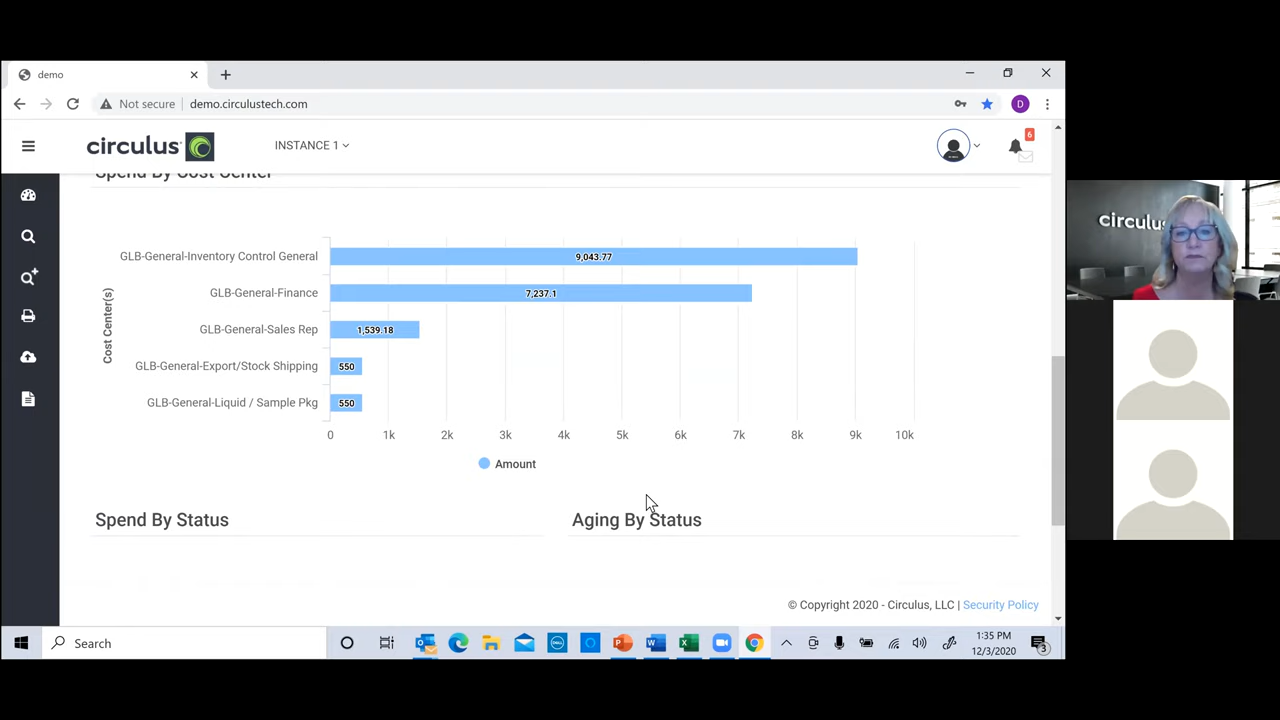 demo
Not secure
demo.circulustech.com
D
circulus
INSTANCE 1
6
Spend By Cost Center
GLB-General-Inventory Control General
9,043.77
GLB-General-Finance
7,237.1
GLB-General-Sales Rep
1,539.18
GLB-General-Export/Stock Shipping
550
GLB-General-Liquid / Sample Pkg
550
Cost Center(s)
0 1k 2k 3k 4k 5k 6k 7k 8k 9k 10k
Amount
Spend By Status
Aging By Status
© Copyright 2020 - Circulus, LLC | Security Policy
Search
1:35 PM
12/3/2020
3
circulus